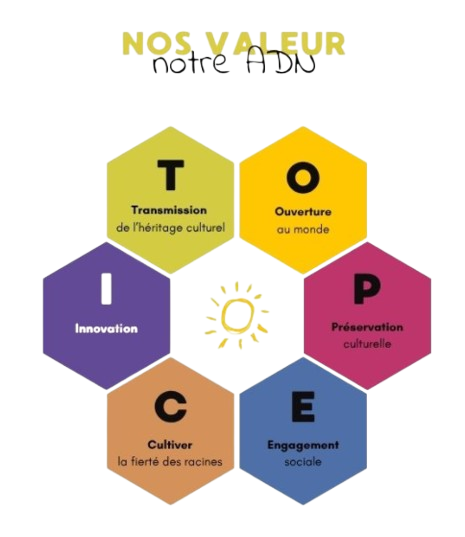 NOS VALEUR
notre ADN
T
Transmission
de l'héritage culturel
O
Ouverture
au monde
I
Innovation
P
Préservation
culturelle
C
Cultiver
la fierté des racines
E
Engagement
sociale